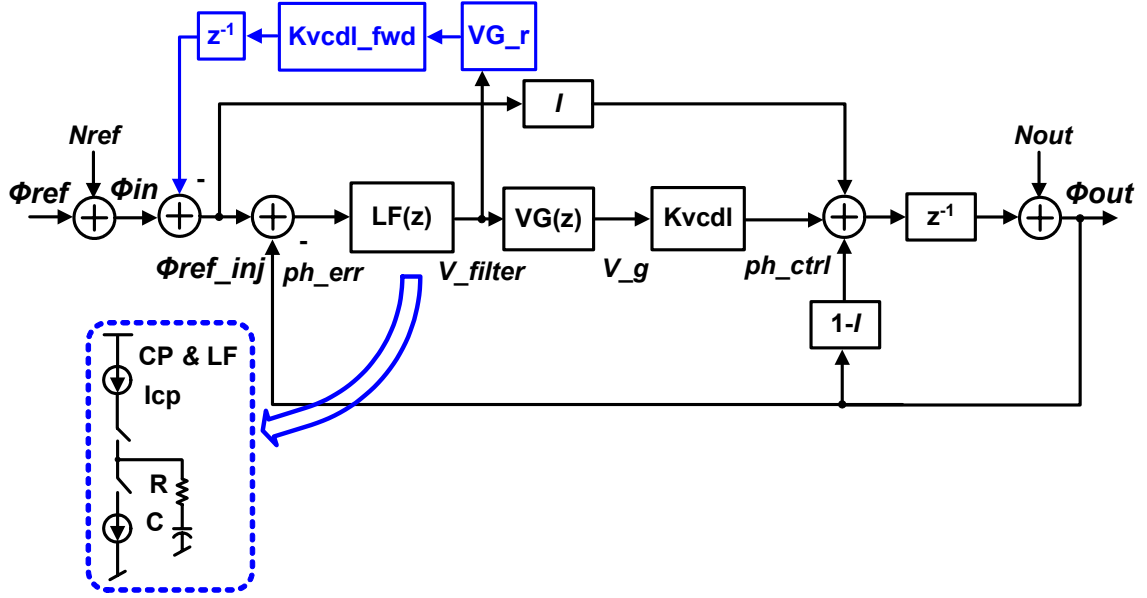 z⁻¹
Kvcdl_fwd
VG_r
I
Nref
Nout
Φref
Φin
-
Φout
LF(z)
VG(z)
Kvcdl
z⁻¹
-
Φref_inj
ph_err
V_filter
V_g
ph_ctrl
1-I
CP & LF
Icp
R
C